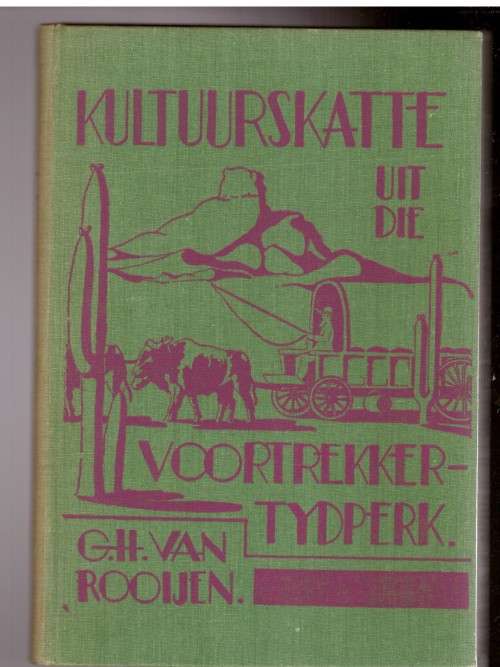 KULTUURSKATTE
UIT
DIE
VOORTREKKER-
TYDPERK.
G.H. VAN
ROOIJEN.